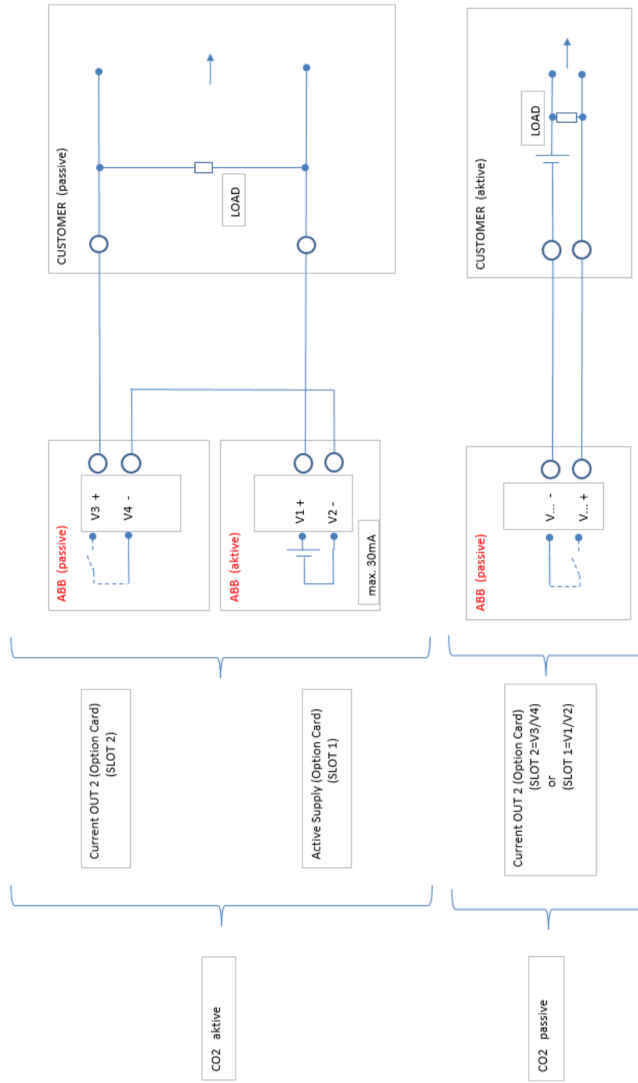 CO2 aktive
Current OUT 2 (Option Card)
(SLOT 2)
ABB (passive)
V3 +
V4 -
Active Supply (Option Card)
(SLOT 1)
ABB (aktive)
V1 +
V2 -
max. 30mA
CUSTOMER (passive)
LOAD
CO2 passive
Current OUT 2 (Option Card)
(SLOT 2=V3/V4)
or
(SLOT 1=V1/V2)
ABB (passive)
V... -
V... +
CUSTOMER (aktive)
LOAD